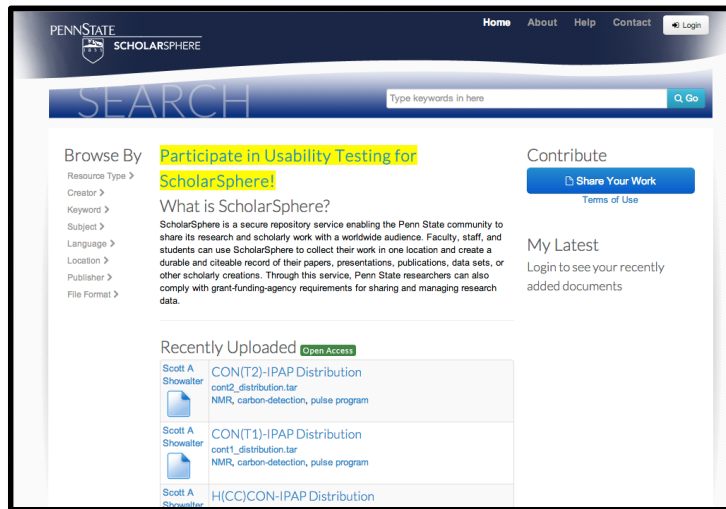 PENNSTATE
1855
SCHOLARSPHERE
Home About Help Contact Login
SEARCH
Type keywords in here
Go
Browse By
Resource Type
Creator
Keyword
Subject
Language
Location
Publisher
File Format
Participate in Usability Testing for
ScholarSphere!
What is ScholarSphere?
ScholarSphere is a secure repository service enabling the Penn State community to
share its research and scholarly work with a worldwide audience. Faculty, staff, and
students can use ScholarSphere to collect their work in one location and create a
durable and citeable record of their papers, presentations, publications, data sets, or
other scholarly creations. Through this service, Penn State researchers can also
comply with grant-funding-agency requirements for sharing and managing research
data.
Recently Uploaded Open Access
Scott A
Showalter
CON(T2)-IPAP Distribution
cont2_distribution.tar
NMR, carbon-detection, pulse program
Scott A
Showalter
CON(T1)-IPAP Distribution
cont1_distribution.tar
NMR, carbon-detection, pulse program
Scott A
Showalter
H(CC)CON-IPAP Distribution
Contribute
Share Your Work
Terms of Use
My Latest
Login to see your recently
added documents